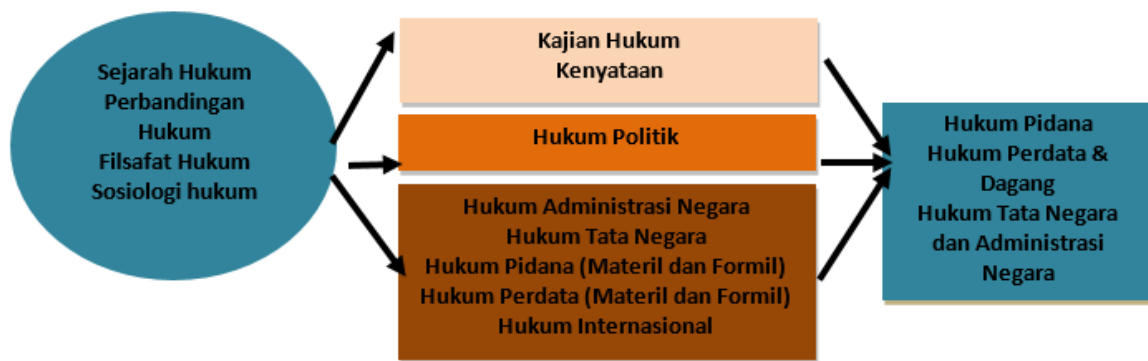 Sejarah Hukum
Perbandingan
Hukum
Filsafat Hukum
Sosiologi hukum
Kajian Hukum
Kenyataan
Hukum Politik
Hukum Administrasi Negara
Hukum Tata Negara
Hukum Pidana (Materil dan Formil)
Hukum Perdata (Materil dan Formil)
Hukum Internasional
Hukum Pidana
Hukum Perdata &
Dagang
Hukum Tata Negara
dan Administrasi
Negara